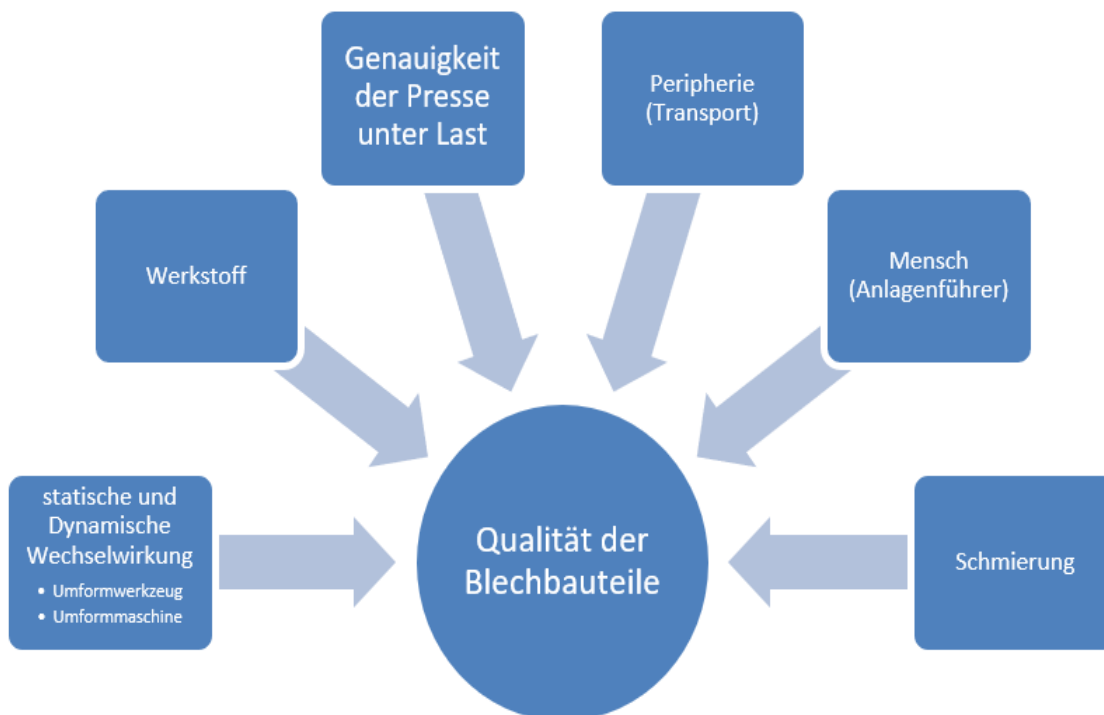 Genauigkeit
der Presse
unter Last
Peripherie
(Transport)
Werkstoff
Mensch
(Anlagenführer)
statische und
Dynamische
Wechselwirkung
• Umformwerkzeug
• Umformmaschine
Qualität der
Blechbauteile
Schmierung